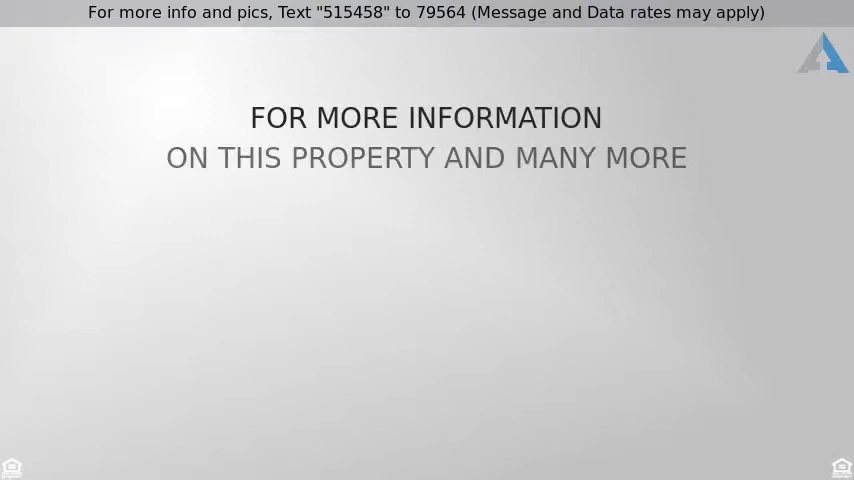 For more info and pics, Text "515458" to 79564 (Message and Data rates may apply)
FOR MORE INFORMATION
ON THIS PROPERTY AND MANY MORE